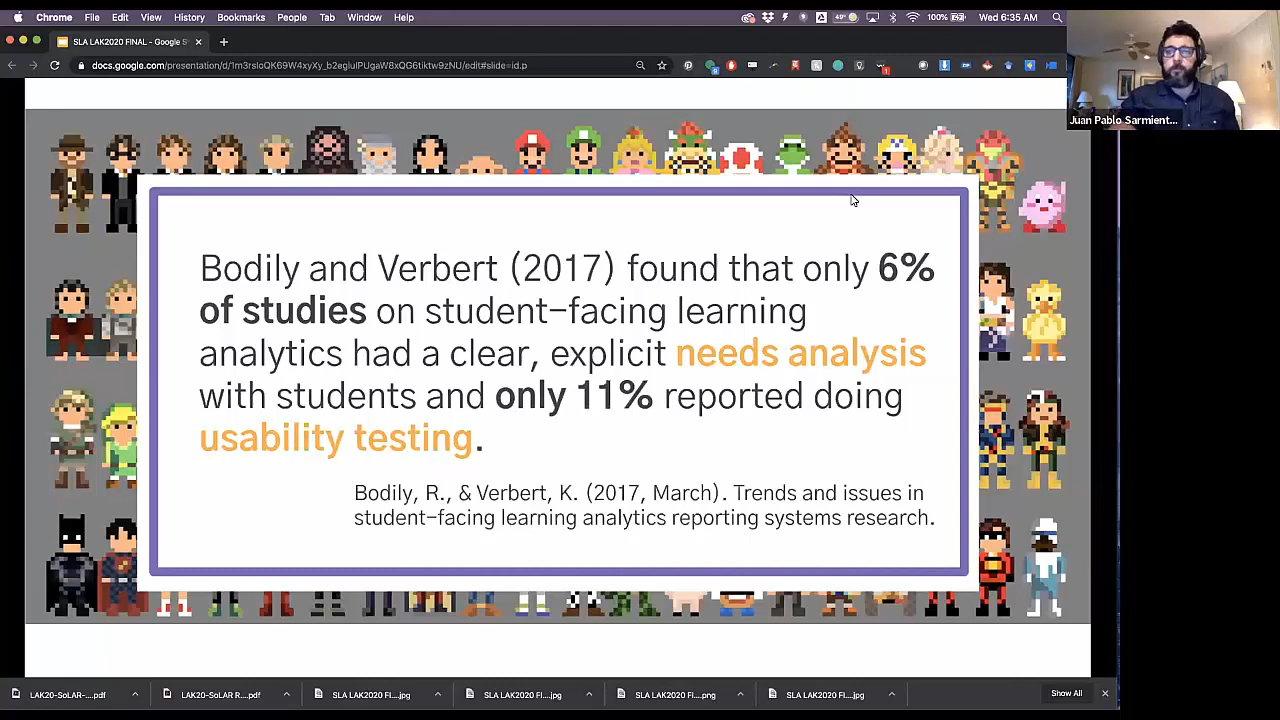 Chrome File Edit View History Bookmarks People Tab Window Help 100% Wed 6:35 AM
SLA LAK2020 FINAL - Google S
docs.google.com/presentation/d/1m3rsloQK69W4xyXy_b2egluIPUgaW8xQG6tiktw9zNU/edit#slide=id.p
Juan Pablo Sarmient...
Bodily and Verbert (2017) found that only 6%
of studies on student-facing learning
analytics had a clear, explicit needs analysis
with students and only 11% reported doing
usability testing.
Bodily, R., & Verbert, K. (2017, March). Trends and issues in
student-facing learning analytics reporting systems research.
LAK20-SoLAR-....pdf LAK20-SoLAR R....pdf SLA LAK2020 FI....jpg SLA LAK2020 FI....jpg SLA LAK2020 FI....png SLA LAK2020 FI....jpg Show All